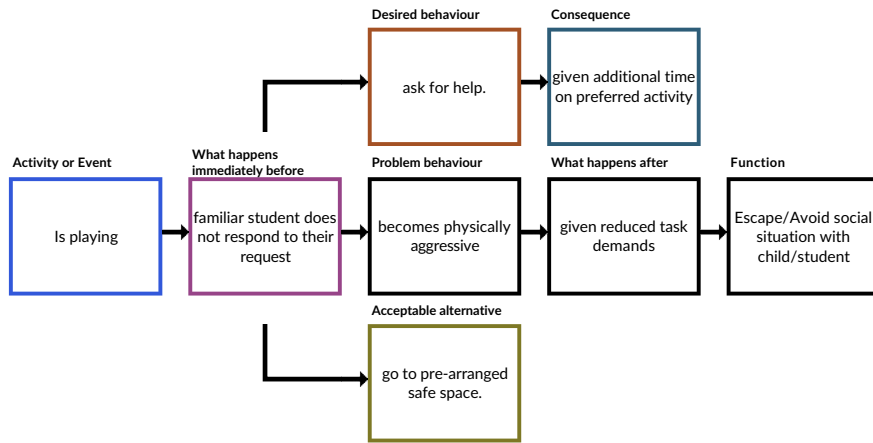 Desired behaviour
Consequence
ask for help.
given additional time
on preferred activity
Activity or Event
What happens
immediately before
Problem behaviour
What happens after
Function
Is playing
familiar student does
not respond to their
request
becomes physically
aggressive
given reduced task
demands
Escape/Avoid social
situation with
child/student
Acceptable alternative
go to pre-arranged
safe space.